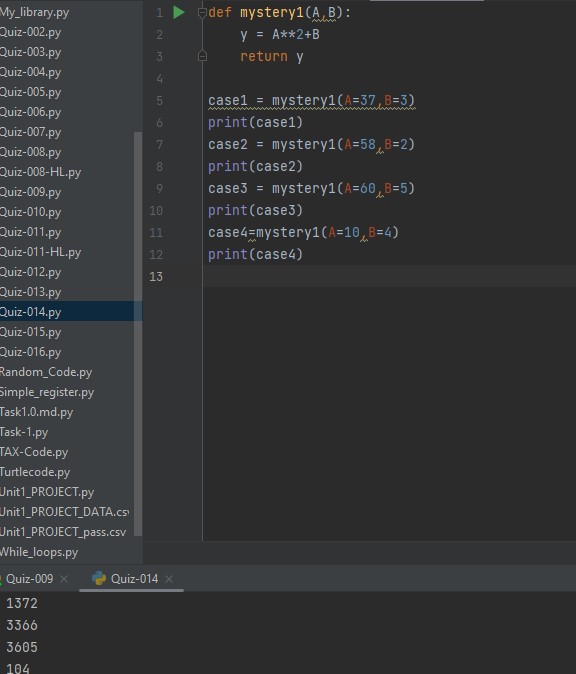 My_library.py
Quiz-002.py
Quiz-003.py
Quiz-004.py
Quiz-005.py
Quiz-006.py
Quiz-007.py
Quiz-008.py
Quiz-008-HL.py
Quiz-009.py
Quiz-010.py
Quiz-011.py
Quiz-011-HL.py
Quiz-012.py
Quiz-013.py
Quiz-014.py
Quiz-015.py
Quiz-016.py
Random_Code.py
Simple_register.py
Task1.0.md.py
Task-1.py
TAX-Code.py
Turtlecode.py
Unit1_PROJECT.py
Unit1_PROJECT_DATA.csv
Unit1_PROJECT_pass.csv
While_loops.py
1 def mystery1(A,B):
2     y = A**2+B
3     return y
4
5 case1 = mystery1(A=37,B=3)
6 print(case1)
7 case2 = mystery1(A=58,B=2)
8 print(case2)
9 case3 = mystery1(A=60,B=5)
10 print(case3)
11 case4=mystery1(A=10,B=4)
12 print(case4)
13
Quiz-009 × Quiz-014 ×
1372
3366
3605
104